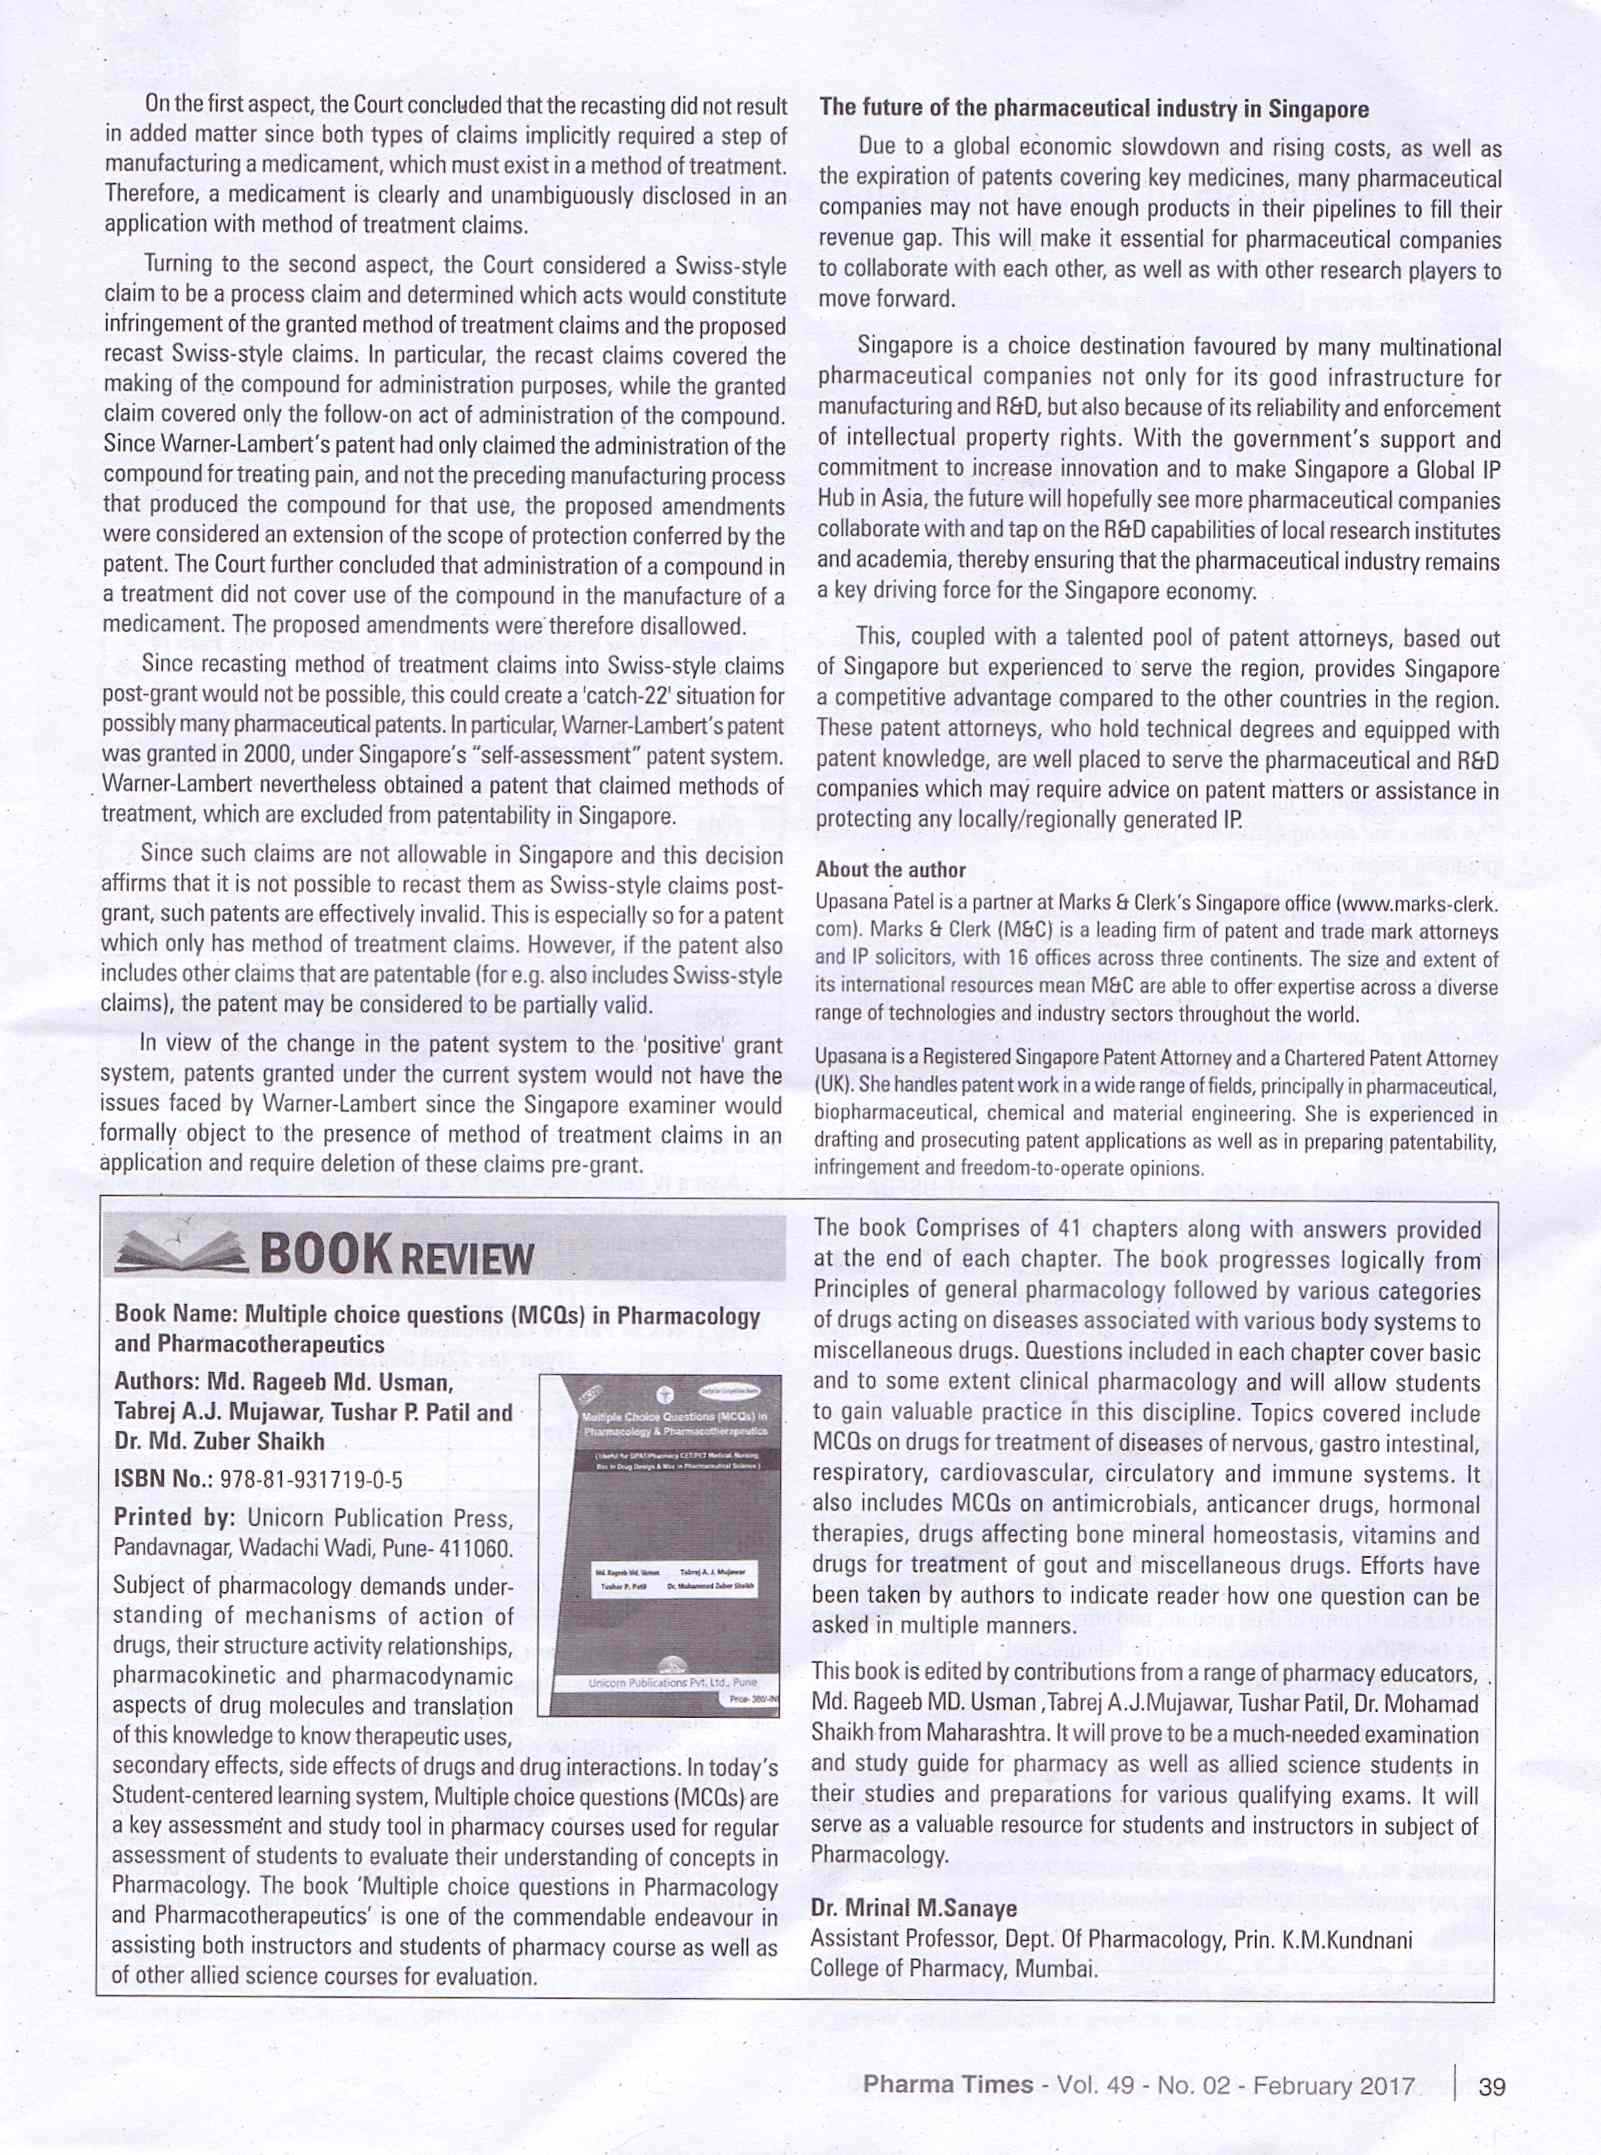 On the first aspect, the Court concluded that the recasting did not result
in added matter since both types of claims implicitly required a step of
manufacturing a medicament, which must exist in a method of treatment.
Therefore, a medicament is clearly and unambiguously disclosed in an
application with method of treatment claims.
Turning to the second aspect, the Court considered a Swiss-style
claim to be a process claim and determined which acts would constitute
infringement of the granted method of treatment claims and the proposed
recast Swiss-style claims. In particular, the recast claims covered the
making of the compound for administration purposes, while the granted
claim covered only the follow-on act of administration of the compound.
Since Warner-Lambert's patent had only claimed the administration of the
compound for treating pain, and not the preceding manufacturing process
that produced the compound for that use, the proposed amendments
were considered an extension of the scope of protection conferred by the
patent. The Court further concluded that administration of a compound in
a treatment did not cover use of the compound in the manufacture of a
medicament. The proposed amendments were therefore disallowed.
Since recasting method of treatment claims into Swiss-style claims
post-grant would not be possible, this could create a 'catch-22' situation for
possibly many pharmaceutical patents. In particular, Warner-Lambert's patent
was granted in 2000, under Singapore's "self-assessment" patent system.
Warner-Lambert nevertheless obtained a patent that claimed methods of
treatment, which are excluded from patentability in Singapore.
Since such claims are not allowable in Singapore and this decision
affirms that it is not possible to recast them as Swiss-style claims post-
grant, such patents are effectively invalid. This is especially so for a patent
which only has method of treatment claims. However, if the patent also
includes other claims that are patentable (for e.g. also includes Swiss-style
claims), the patent may be considered to be partially valid.
In view of the change in the patent system to the 'positive' grant
system, patents granted under the current system would not have the
issues faced by Warner-Lambert since the Singapore examiner would
formally object to the presence of method of treatment claims in an
application and require deletion of these claims pre-grant.
The future of the pharmaceutical industry in Singapore
Due to a global economic slowdown and rising costs, as well as
the expiration of patents covering key medicines, many pharmaceutical
companies may not have enough products in their pipelines to fill their
revenue gap. This will make it essential for pharmaceutical companies
to collaborate with each other, as well as with other research players to
move forward.
Singapore is a choice destination favoured by many multinational
pharmaceutical companies not only for its good infrastructure for
manufacturing and R&D, but also because of its reliability and enforcement
of intellectual property rights. With the government's support and
commitment to increase innovation and to make Singapore a Global IP
Hub in Asia, the future will hopefully see more pharmaceutical companies
collaborate with and tap on the R&D capabilities of local research institutes
and academia, thereby ensuring that the pharmaceutical industry remains
a key driving force for the Singapore economy.
This, coupled with a talented pool of patent attorneys, based out
of Singapore but experienced to serve the region, provides Singapore
a competitive advantage compared to the other countries in the region.
These patent attorneys, who hold technical degrees and equipped with
patent knowledge, are well placed to serve the pharmaceutical and R&D
companies which may require advice on patent matters or assistance in
protecting any locally/regionally generated IP.
About the author
Upasana Patel is a partner at Marks & Clerk's Singapore office (www.marks-clerk.
com). Marks & Clerk (M&C) is a leading firm of patent and trade mark attorneys
and IP solicitors, with 16 offices across three continents. The size and extent of
its international resources mean M&C are able to offer expertise across a diverse
range of technologies and industry sectors throughout the world.
Upasana is a Registered Singapore Patent Attorney and a Chartered Patent Attorney
(UK). She handles patent work in a wide range of fields, principally in pharmaceutical,
biopharmaceutical, chemical and material engineering. She is experienced in
drafting and prosecuting patent applications as well as in preparing patentability,
infringement and freedom-to-operate opinions.
BOOK REVIEW
Book Name: Multiple choice questions (MCQs) in Pharmacology
and Pharmacotherapeutics
Authors: Md. Rageeb Md. Usman,
Tabrej A.J. Mujawar, Tushar P. Patil and
Dr. Md. Zuber Shaikh
ISBN No.: 978-81-931719-0-5
Printed by: Unicorn Publication Press,
Pandavnagar, Wadachi Wadi, Pune- 411060.
Subject of pharmacology demands under-
standing of mechanisms of action of
drugs, their structure activity relationships,
pharmacokinetic and pharmacodynamic
aspects of drug molecules and translation
of this knowledge to know therapeutic uses,
secondary effects, side effects of drugs and drug interactions. In today's
Student-centered learning system, Multiple choice questions (MCQs) are
a key assessment and study tool in pharmacy courses used for regular
assessment of students to evaluate their understanding of concepts in
Pharmacology. The book 'Multiple choice questions in Pharmacology
and Pharmacotherapeutics' is one of the commendable endeavour in
assisting both instructors and students of pharmacy course as well as
of other allied science courses for evaluation.
Multiple Choice Questions (MCQs) in
Pharmacology & Pharmacotherapeutics
Md. Rageeb Md. Usman Tabrej A. J. Mujawar
Tushar P. Patil Dr. Mohammed Zuber Shaikh
Unicorn Publications Pvt. Ltd., Pune
Price- 380/-IN
The book Comprises of 41 chapters along with answers provided
at the end of each chapter. The book progresses logically from
Principles of general pharmacology followed by various categories
of drugs acting on diseases associated with various body systems to
miscellaneous drugs. Questions included in each chapter cover basic
and to some extent clinical pharmacology and will allow students
to gain valuable practice in this discipline. Topics covered include
MCQs on drugs for treatment of diseases of nervous, gastro intestinal,
respiratory, cardiovascular, circulatory and immune systems. It
also includes MCQs on antimicrobials, anticancer drugs, hormonal
therapies, drugs affecting bone mineral homeostasis, vitamins and
drugs for treatment of gout and miscellaneous drugs. Efforts have
been taken by authors to indicate reader how one question can be
asked in multiple manners.
This book is edited by contributions from a range of pharmacy educators,
Md. Rageeb MD. Usman ,Tabrej A.J.Mujawar, Tushar Patil, Dr. Mohamad
Shaikh from Maharashtra. It will prove to be a much-needed examination
and study guide for pharmacy as well as allied science students in
their studies and preparations for various qualifying exams. It will
serve as a valuable resource for students and instructors in subject of
Pharmacology.
Dr. Mrinal M.Sanaye
Assistant Professor, Dept. Of Pharmacology, Prin. K.M.Kundnani
College of Pharmacy, Mumbai.
Pharma Times - Vol. 49 - No. 02 - February 2017 39